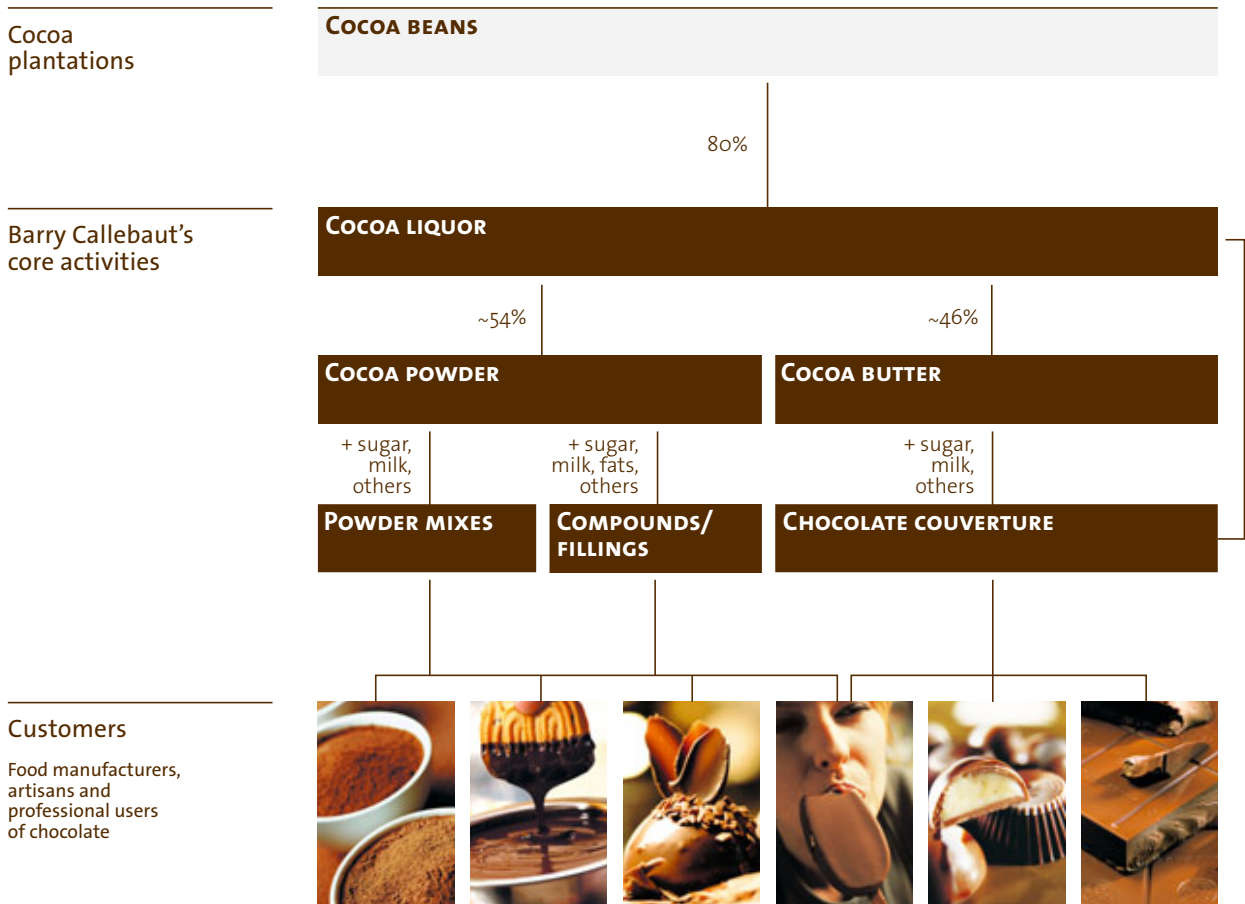 Cocoa
plantations
COCOA BEANS
80%
Barry Callebaut’s
core activities
COCOA LIQUOR
~54%
~46%
COCOA POWDER
COCOA BUTTER
+ sugar,
milk,
others
+ sugar,
milk, fats,
others
+ sugar,
milk,
others
POWDER MIXES
COMPOUNDS/
FILLINGS
CHOCOLATE COUVERTURE
Customers
Food manufacturers,
artisans and
professional users
of chocolate